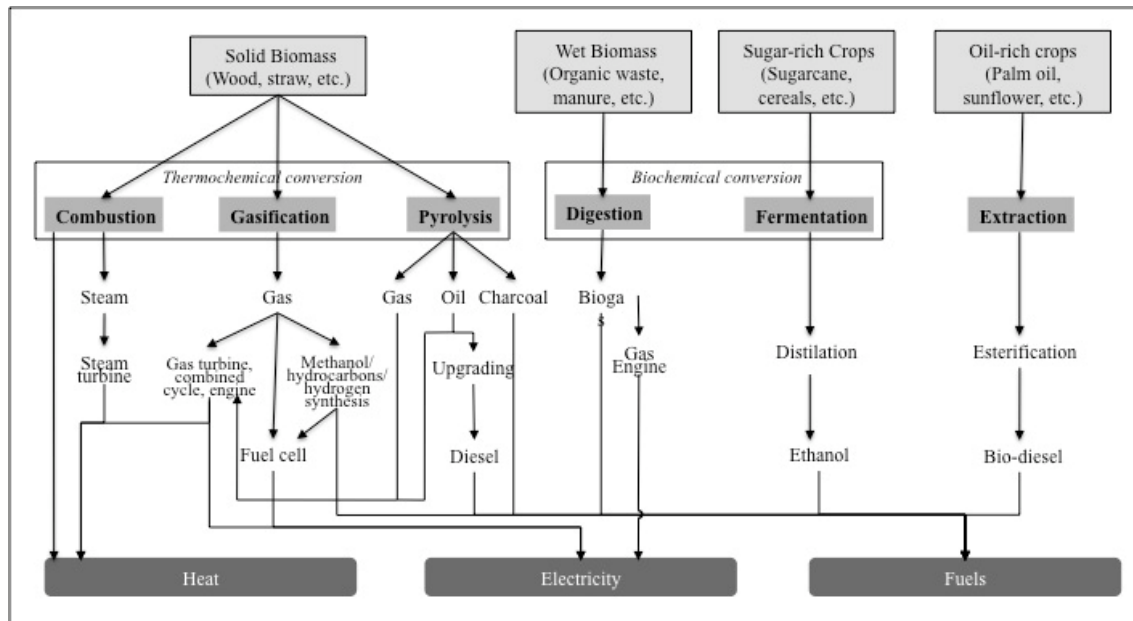 Solid Biomass
(Wood, straw, etc.)
Wet Biomass
(Organic waste,
manure, etc.)
Sugar-rich Crops
(Sugarcane,
cereals, etc.)
Oil-rich crops
(Palm oil,
sunflower, etc.)
Thermochemical conversion
Biochemical conversion
Combustion
Gasification
Pyrolysis
Digestion
Fermentation
Extraction
Steam
Gas
Gas
Oil
Charcoal
Bioga
s
Steam
turbine
Gas turbine,
combined
cycle, engine
Methanol/
hydrocarbons/
hydrogen
synthesis
Upgrading
Gas
Engine
Distilation
Esterification
Fuel cell
Diesel
Ethanol
Bio-diesel
Heat
Electricity
Fuels